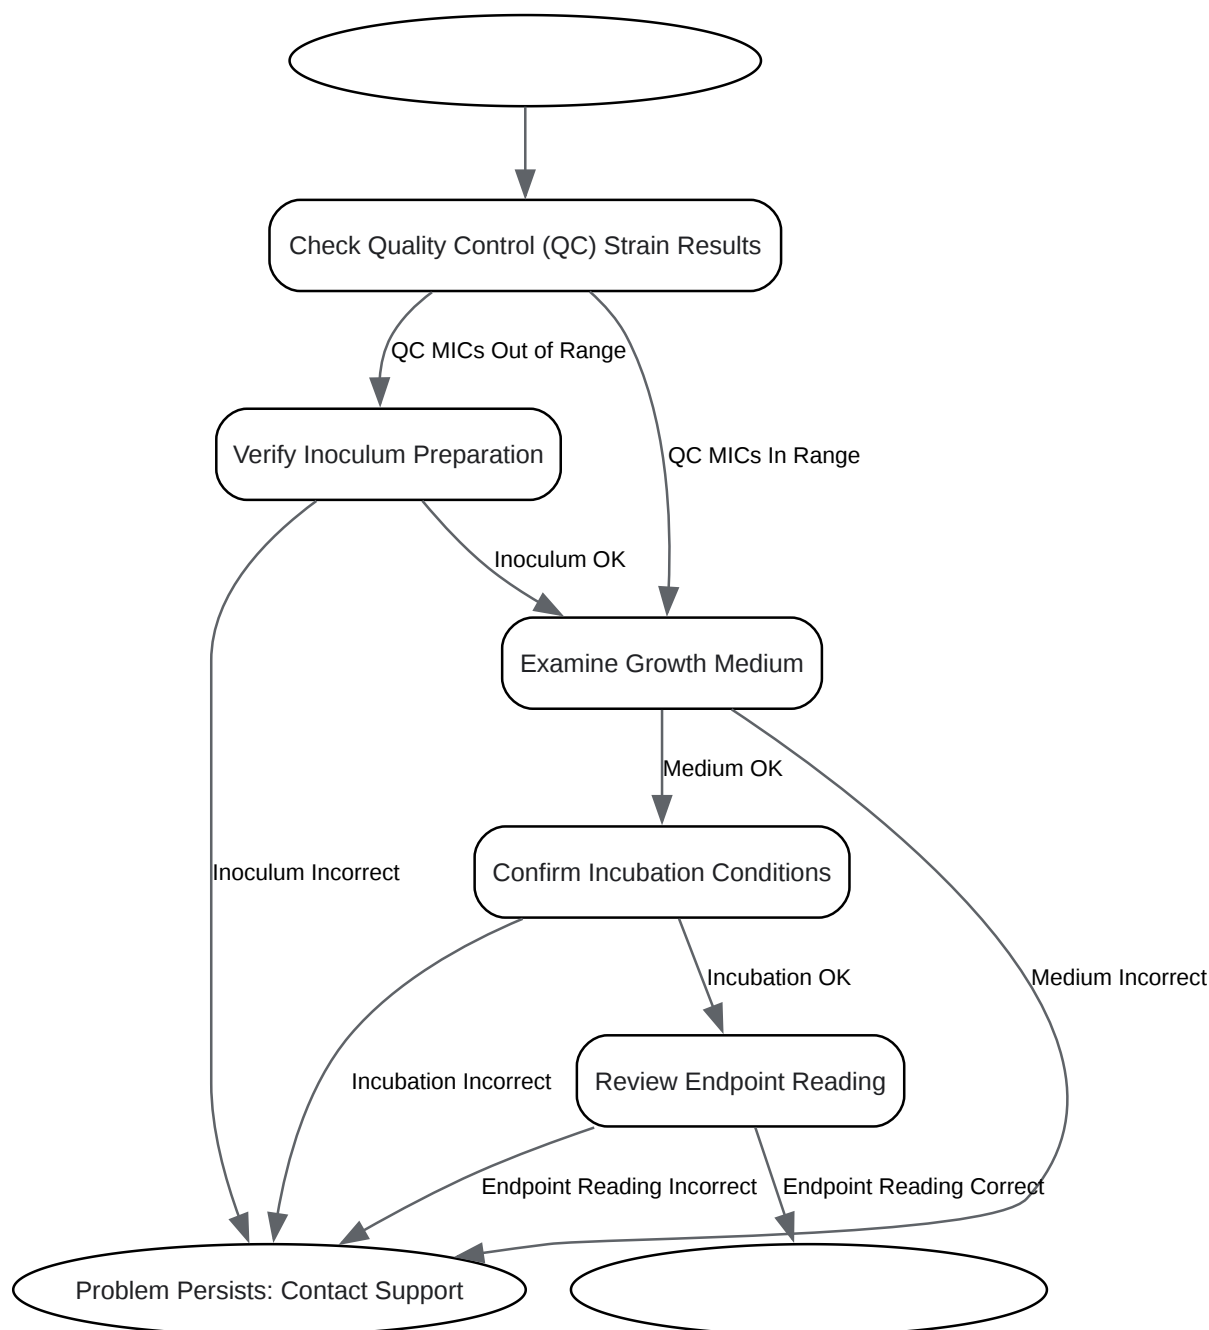 Check Quality Control (QC) Strain Results
QC MICs Out of Range
Verify Inoculum Preparation
QC MICs In Range
Inoculum OK
Examine Growth Medium
Medium OK
Inoculum Incorrect
Confirm Incubation Conditions
Incubation OK
Medium Incorrect
Incubation Incorrect
Review Endpoint Reading
Endpoint Reading Incorrect
Endpoint Reading Correct
Problem Persists: Contact Support